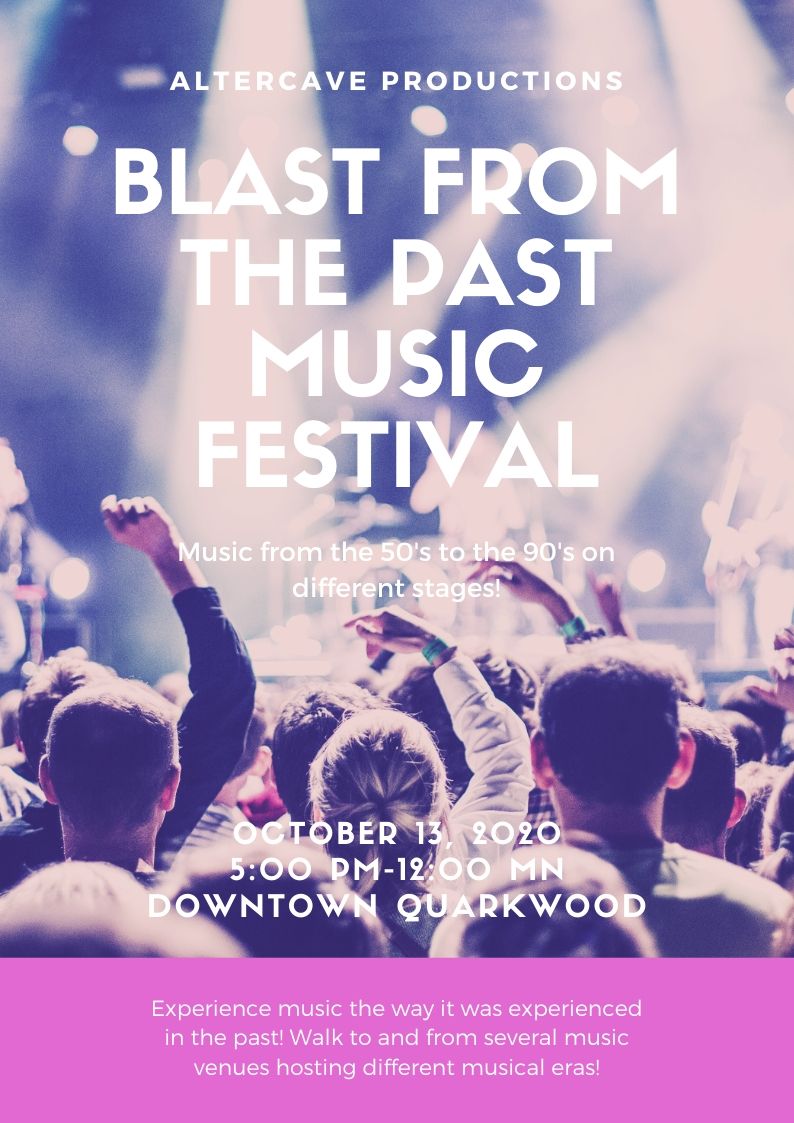 ALTERCAVE PRODUCTIONS
BLAST FROM
THE PAST
MUSIC
FESTIVAL
Music from the 50's to the 90's on
different stages!
OCTOBER 13, 2020
5:00 PM-12:00 MN
DOWNTOWN QUARKWOOD
Experience music the way it was experienced
in the past! Walk to and from several music
venues hosting different musical eras!